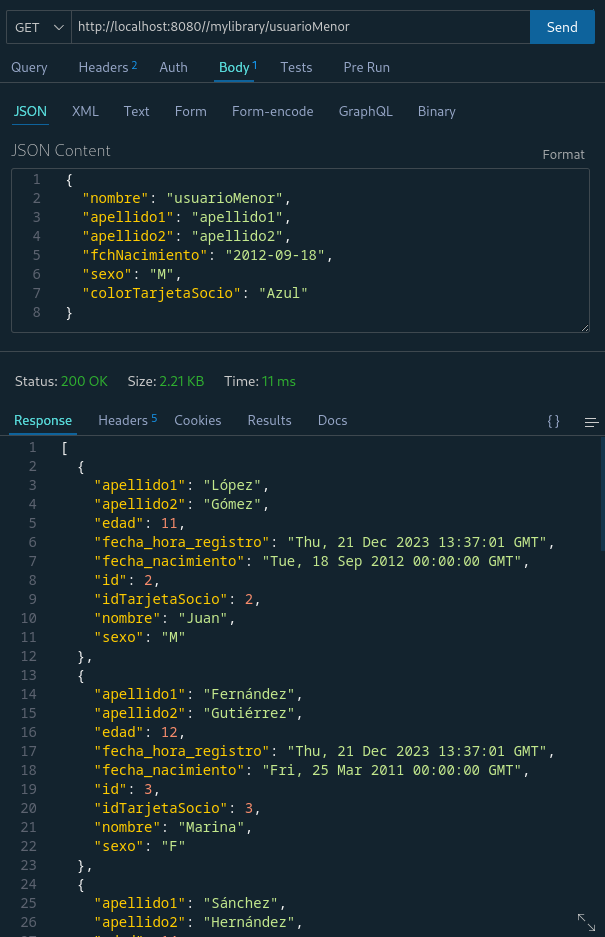 GET http://localhost:8080//mylibrary/usuarioMenor Send
Query Headers 2 Auth Body 1 Tests Pre Run
JSON XML Text Form Form-encode GraphQL Binary
JSON Content Format
1 {
2 "nombre": "usuarioMenor",
3 "apellido1": "apellido1",
4 "apellido2": "apellido2",
5 "fchNacimiento": "2012-09-18",
6 "sexo": "M",
7 "colorTarjetaSocio": "Azul"
8 }
Status: 200 OK Size: 2.21 KB Time: 11 ms
Response Headers 5 Cookies Results Docs { }
1 [
2 {
3 "apellido1": "López",
4 "apellido2": "Gómez",
5 "edad": 11,
6 "fecha_hora_registro": "Thu, 21 Dec 2023 13:37:01 GMT",
7 "fecha_nacimiento": "Tue, 18 Sep 2012 00:00:00 GMT",
8 "id": 2,
9 "idTarjetaSocio": 2,
10 "nombre": "Juan",
11 "sexo": "M"
12 },
13 {
14 "apellido1": "Fernández",
15 "apellido2": "Gutiérrez",
16 "edad": 12,
17 "fecha_hora_registro": "Thu, 21 Dec 2023 13:37:01 GMT",
18 "fecha_nacimiento": "Fri, 25 Mar 2011 00:00:00 GMT",
19 "id": 3,
20 "idTarjetaSocio": 3,
21 "nombre": "Marina",
22 "sexo": "F"
23 },
24 {
25 "apellido1": "Sánchez",
26 "apellido2": "Hernández",